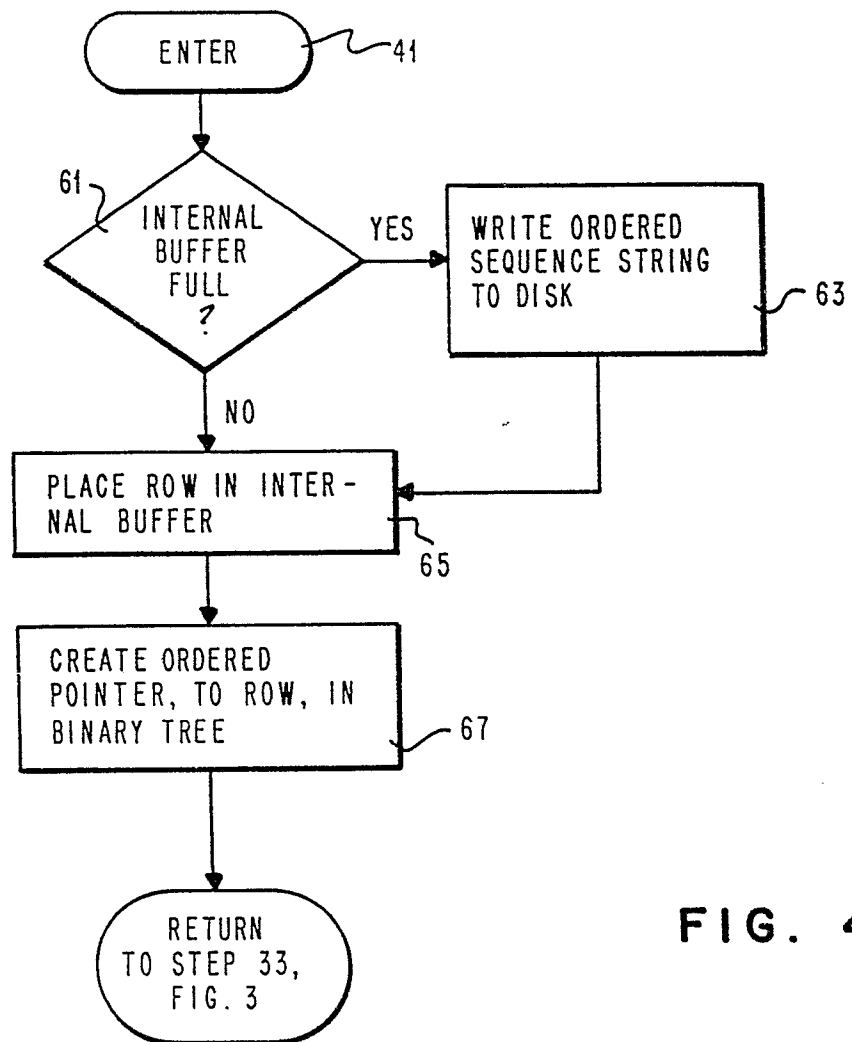 ENTER
41
61
INTERNAL
BUFFER
FULL
?
YES
WRITE ORDERED
SEQUENCE STRING
TO DISK
63
NO
PLACE ROW IN INTER-
NAL BUFFER
65
CREATE ORDERED
POINTER, TO ROW, IN
BINARY TREE
67
RETURN
TO STEP 33,
FIG. 3
FIG. 4